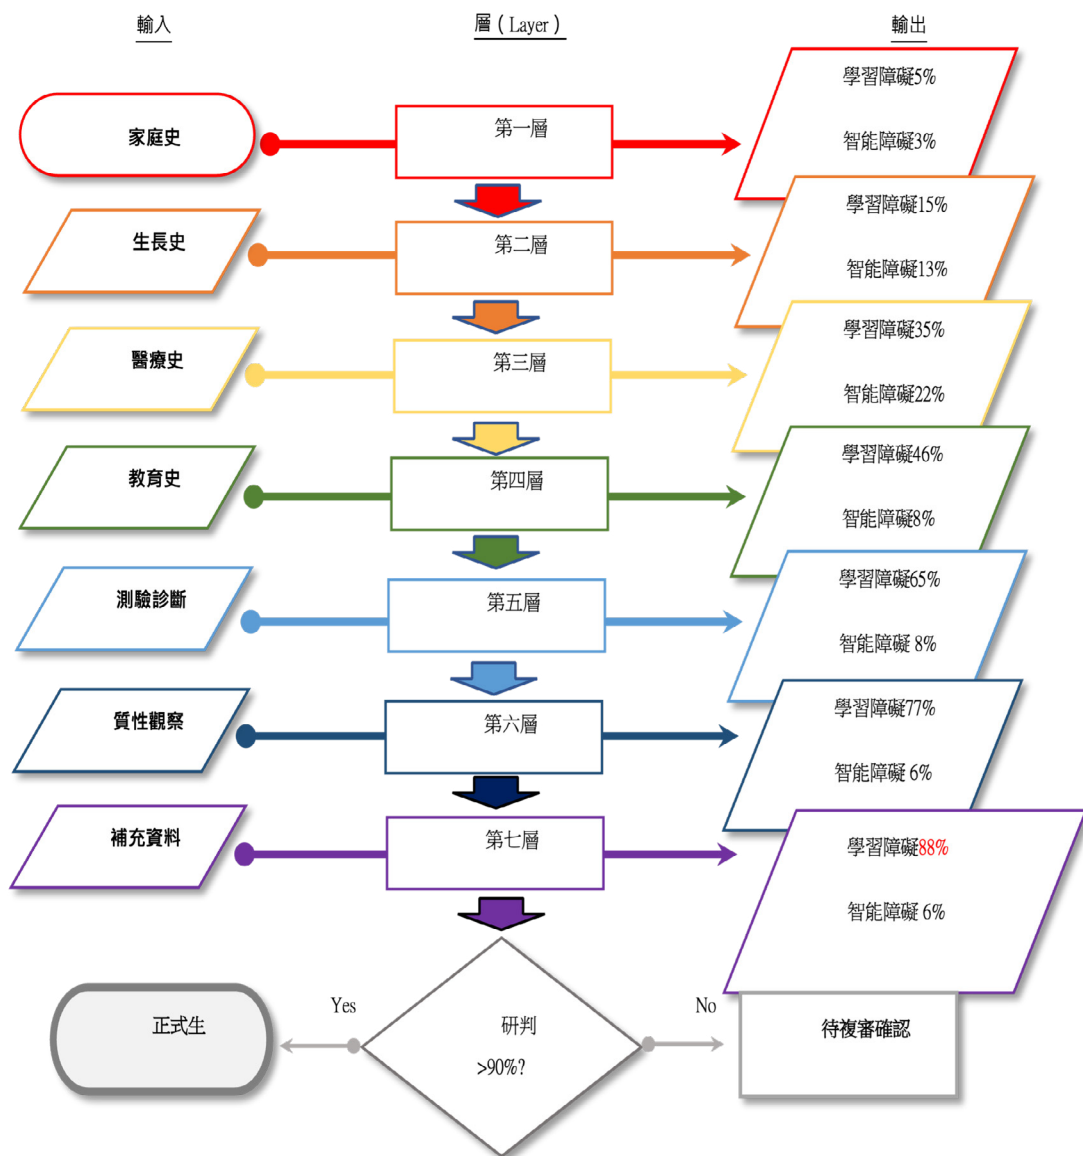 輸入
層（Layer）
輸出
家庭史
第一層
學習障礙5%
智能障礙3%
生長史
第二層
學習障礙15%
智能障礙13%
醫療史
第三層
學習障礙35%
智能障礙22%
教育史
第四層
學習障礙46%
智能障礙8%
測驗診斷
第五層
學習障礙65%
智能障礙 8%
質性觀察
第六層
學習障礙77%
智能障礙 6%
補充資料
第七層
學習障礙88%
智能障礙 6%
正式生
Yes
研判
>90%?
No
待複審確認